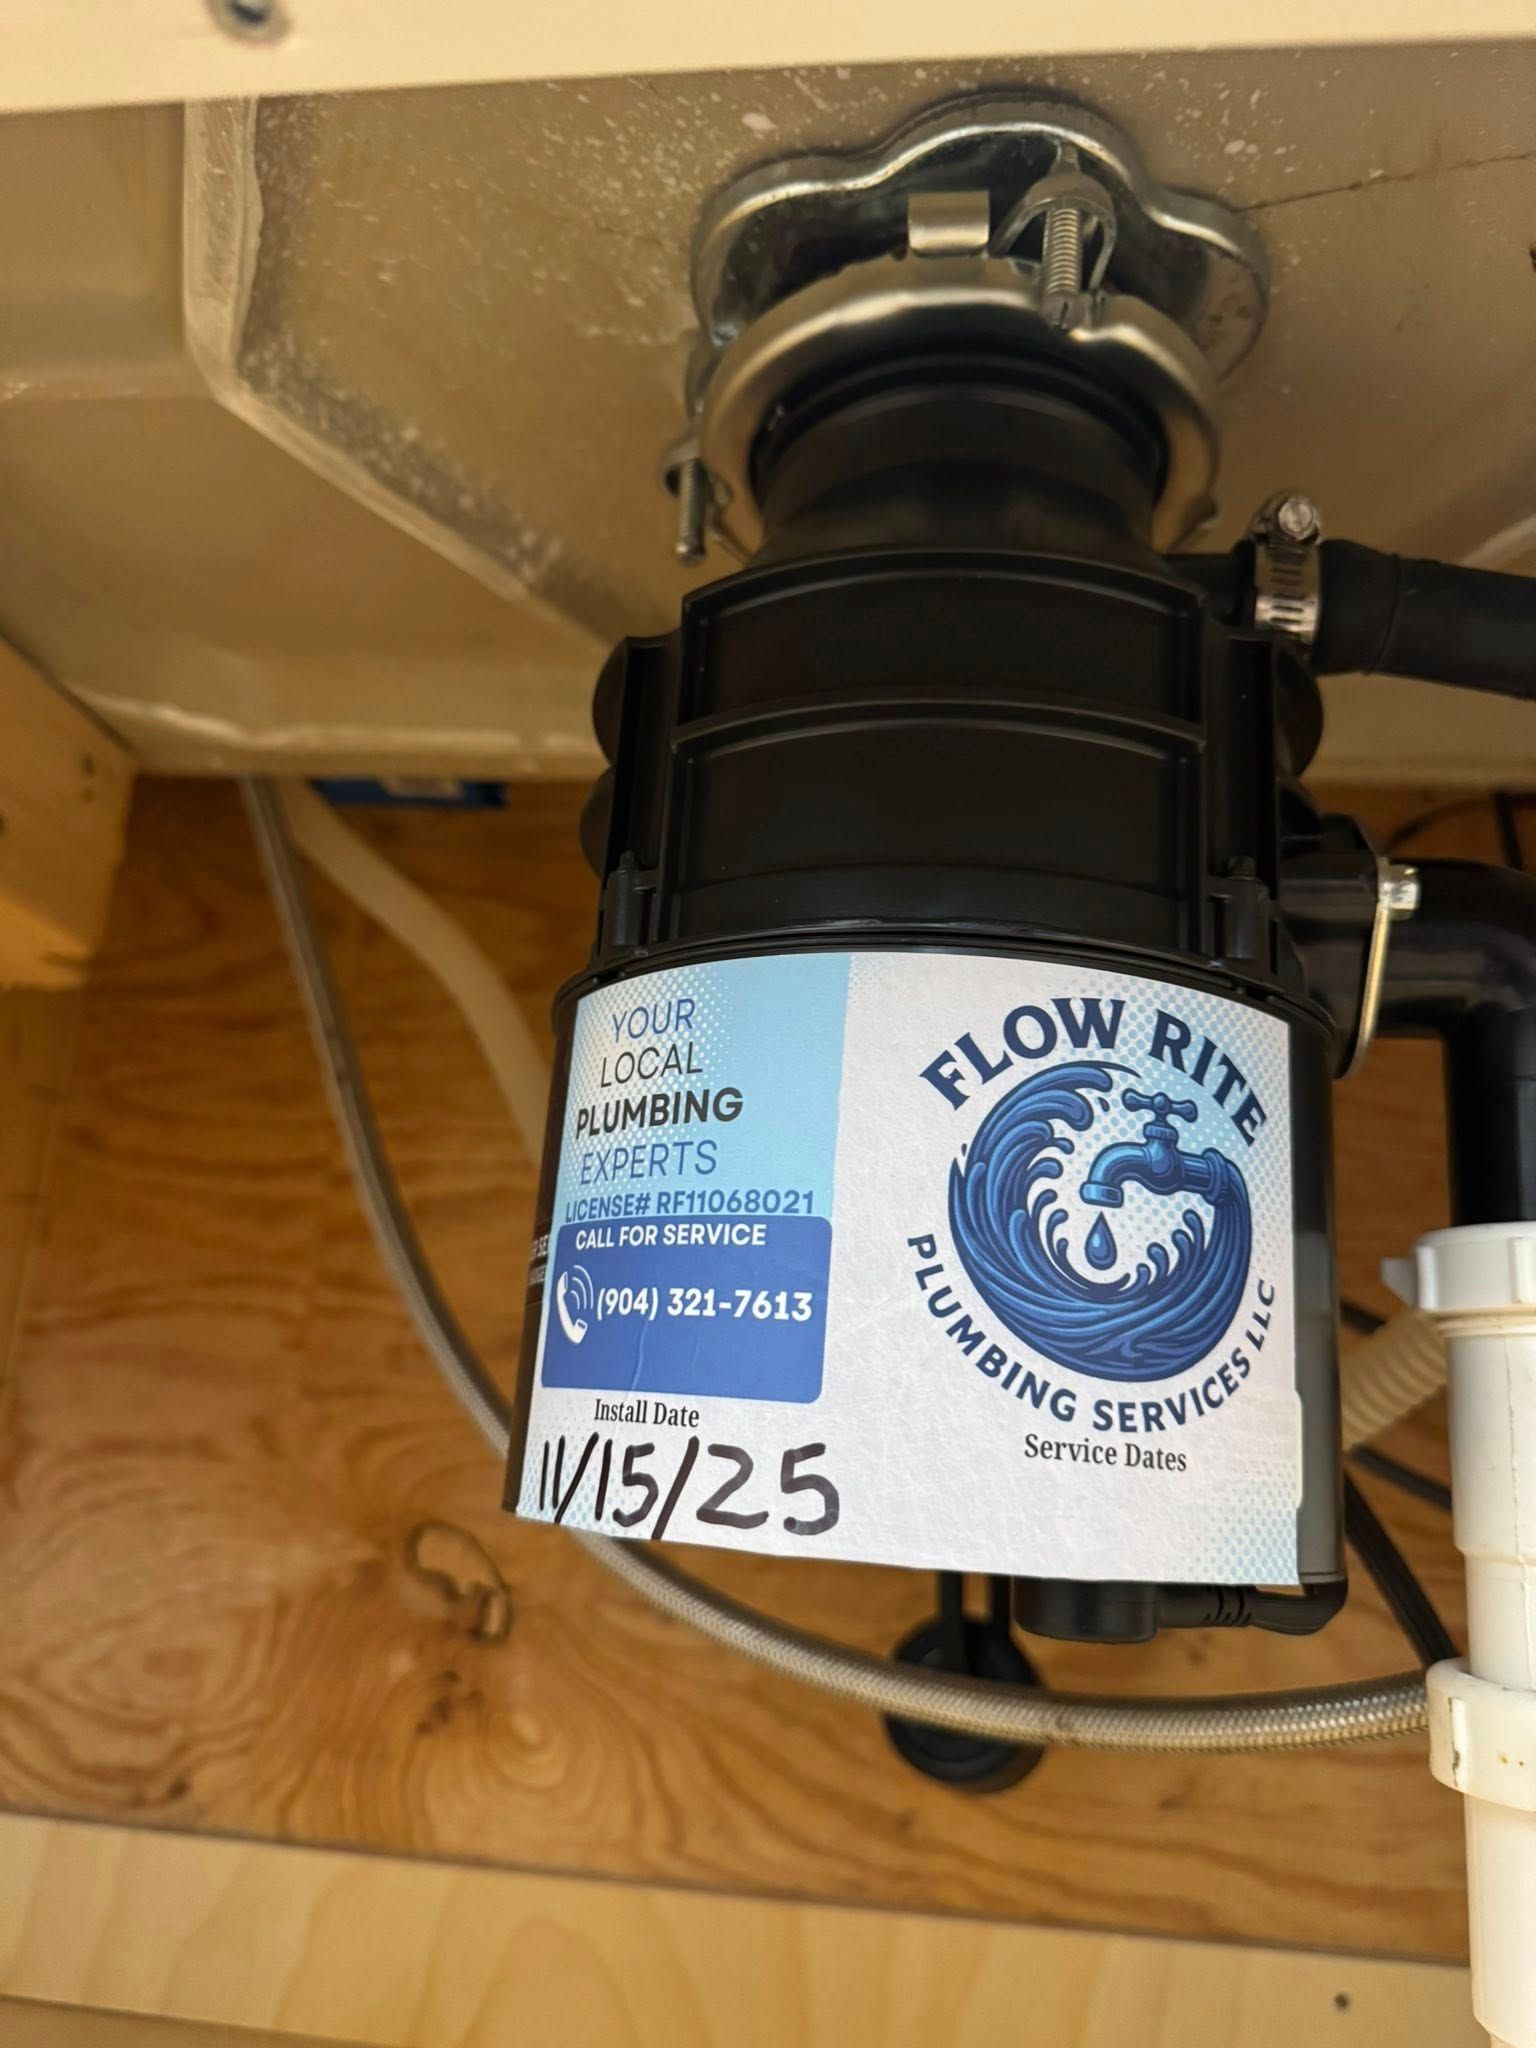 YOUR
LOCAL
PLUMBING
EXPERTS
LICENSE# RF11068021
CALL FOR SERVICE
(904) 321-7613
Install Date
11/15/25
FLOW RITE
PLUMBING SERVICES LLC
Service Dates